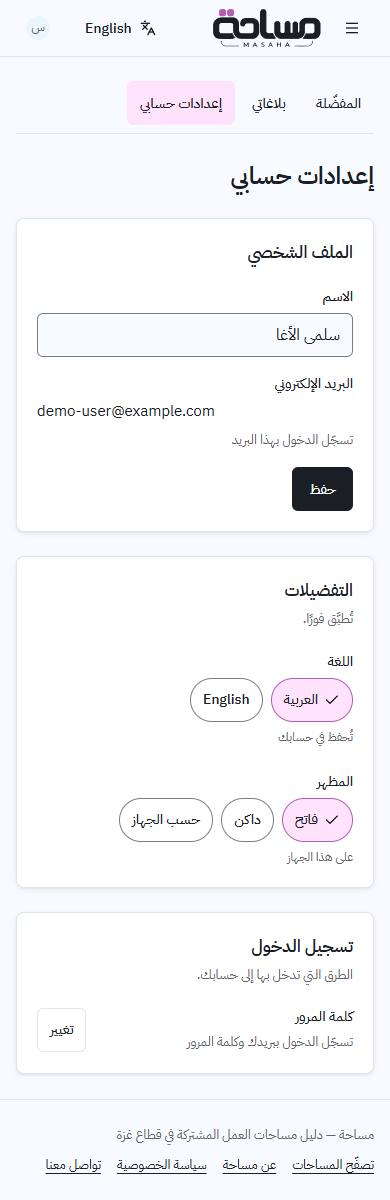 مساحة
MASAHA
English
س
المفضّلة
بلاغاتي
إعدادات حسابي
إعدادات حسابي
الملف الشخصي
الاسم
سلمى الأغا
البريد الإلكتروني
demo-user@example.com
تسجّل الدخول بهذا البريد
حفظ
التفضيلات
تُطبَّق فورًا.
اللغة
العربية
English
تُحفظ في حسابك
المظهر
فاتح
داكن
حسب الجهاز
على هذا الجهاز
تسجيل الدخول
الطرق التي تدخل بها إلى حسابك.
كلمة المرور
تسجّل الدخول ببريدك وكلمة المرور
تغيير
مساحة — دليل مساحات العمل المشتركة في قطاع غزة
تصفّح المساحات عن مساحة سياسة الخصوصية تواصل معنا